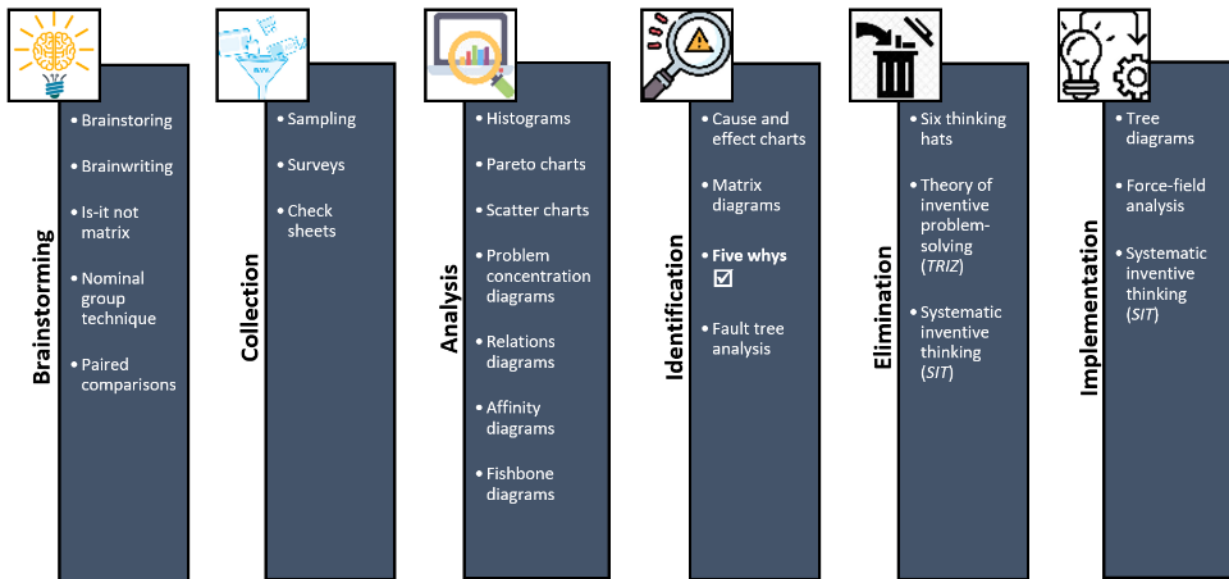 Brainstorming
• Brainstoring
• Brainwriting
• Is-it not
matrix
• Nominal
group
technique
• Paired
comparisons
Collection
• Sampling
• Surveys
• Check
sheets
Analysis
• Histograms
• Pareto charts
• Scatter charts
• Problem
concentration
diagrams
• Relations
diagrams
• Affinity
diagrams
• Fishbone
diagrams
Identification
• Cause and
effect charts
• Matrix
diagrams
• Five whys
☑
• Fault tree
analysis
Elimination
• Six thinking
hats
• Theory of
inventive
problem-
solving
(TRIZ)
• Systematic
inventive
thinking
(SIT)
Implementation
• Tree
diagrams
• Force-field
analysis
• Systematic
inventive
thinking
(SIT)